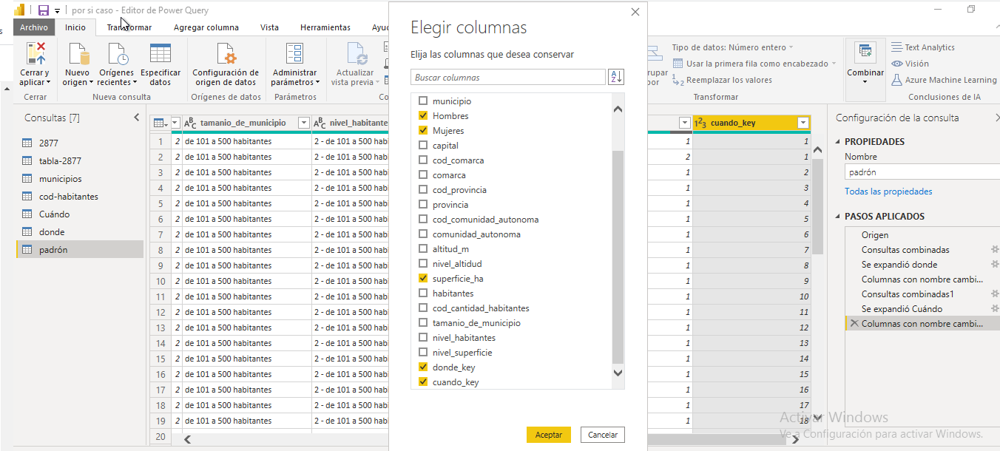 por si caso - Editor de Power Query
Archivo Inicio Transformar Agregar columna Vista Herramientas Ayuc
Cerrar y aplicar
Nuevo origen
Orígenes recientes
Especificar datos
Configuración de origen de datos
Administrar parámetros
Actualizar vista previa
Cerrar Nueva consulta Orígenes de datos Parámetros Co
rupar por
Tipo de datos: Número entero
Usar la primera fila como encabezado
1 2 Reemplazar los valores
Transformar
Combinar
Text Analytics
Visión
Azure Machine Learning
Conclusiones de IA
Consultas [7]
2877
tabla-2877
municipios
cod-habitantes
Cuándo
donde
padrón
ABC tamanio_de_municipio ABC nivel_habitante 123 cuando_key
1 2 de 101 a 500 habitantes 2 - de 101 a 500 habi 1 1
2 2 de 101 a 500 habitantes 2 - de 101 a 500 habi 2 1
3 2 de 101 a 500 habitantes 2 - de 101 a 500 habi 1 2
4 2 de 101 a 500 habitantes 2 - de 101 a 500 habi 1 3
5 2 de 101 a 500 habitantes 2 - de 101 a 500 habi 1 4
6 2 de 101 a 500 habitantes 2 - de 101 a 500 habi 1 5
7 2 de 101 a 500 habitantes 2 - de 101 a 500 habi 1 6
8 2 de 101 a 500 habitantes 2 - de 101 a 500 habi 1 7
9 2 de 101 a 500 habitantes 2 - de 101 a 500 habi 1 8
10 2 de 101 a 500 habitantes 2 - de 101 a 500 habi 1 9
11 2 de 101 a 500 habitantes 2 - de 101 a 500 habi 1 10
12 2 de 101 a 500 habitantes 2 - de 101 a 500 habi 1 11
13 2 de 101 a 500 habitantes 2 - de 101 a 500 habi 1 12
14 2 de 101 a 500 habitantes 2 - de 101 a 500 habi 1 13
15 2 de 101 a 500 habitantes 2 - de 101 a 500 habi 1 14
16 2 de 101 a 500 habitantes 2 - de 101 a 500 habi 1 15
17 2 de 101 a 500 habitantes 2 - de 101 a 500 habi 1 16
18 2 de 101 a 500 habitantes 2 - de 101 a 500 habi 1 17
19 2 de 101 a 500 habitantes 2 - de 101 a 500 habi 1 18
20
Elegir columnas
Elija las columnas que desea conservar
Buscar columnas
A Z
municipio
Hombres
Mujeres
capital
cod_comarca
comarca
cod_provincia
provincia
cod_comunidad_autonoma
comunidad_autonoma
altitud_m
nivel_altidud
superficie_ha
habitantes
cod_cantidad_habitantes
tamanio_de_municipio
nivel_habitantes
nivel_superficie
donde_key
cuando_key
Aceptar Cancelar
Configuración de la consulta
PROPIEDADES
Nombre
padrón
Todas las propiedades
PASOS APLICADOS
Origen
Consultas combinadas
Se expandió donde
Columnas con nombre cambi...
Consultas combinadas1
Se expandió Cuándo
Columnas con nombre cambi...
Activar Windows
Ve a Configuración para activar Windows.